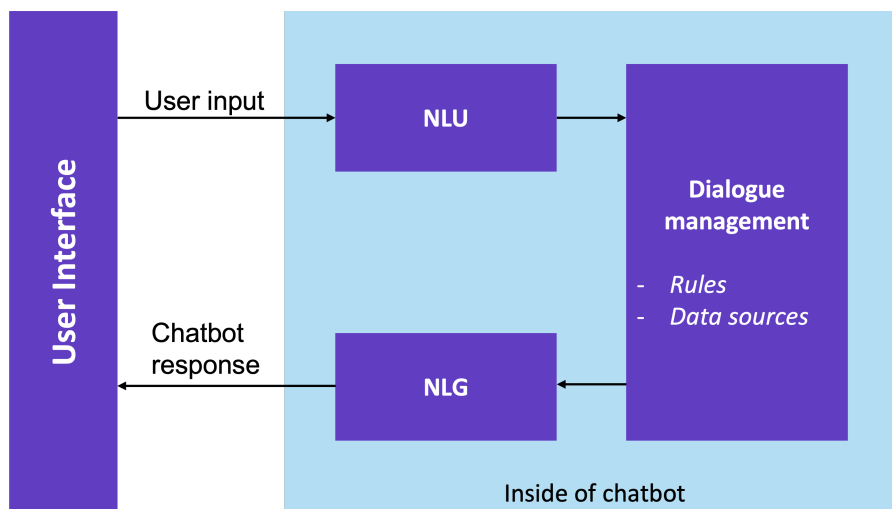 User Interface
User input
NLU
Dialogue
management
- Rules
- Data sources
Chatbot
response
NLG
Inside of chatbot